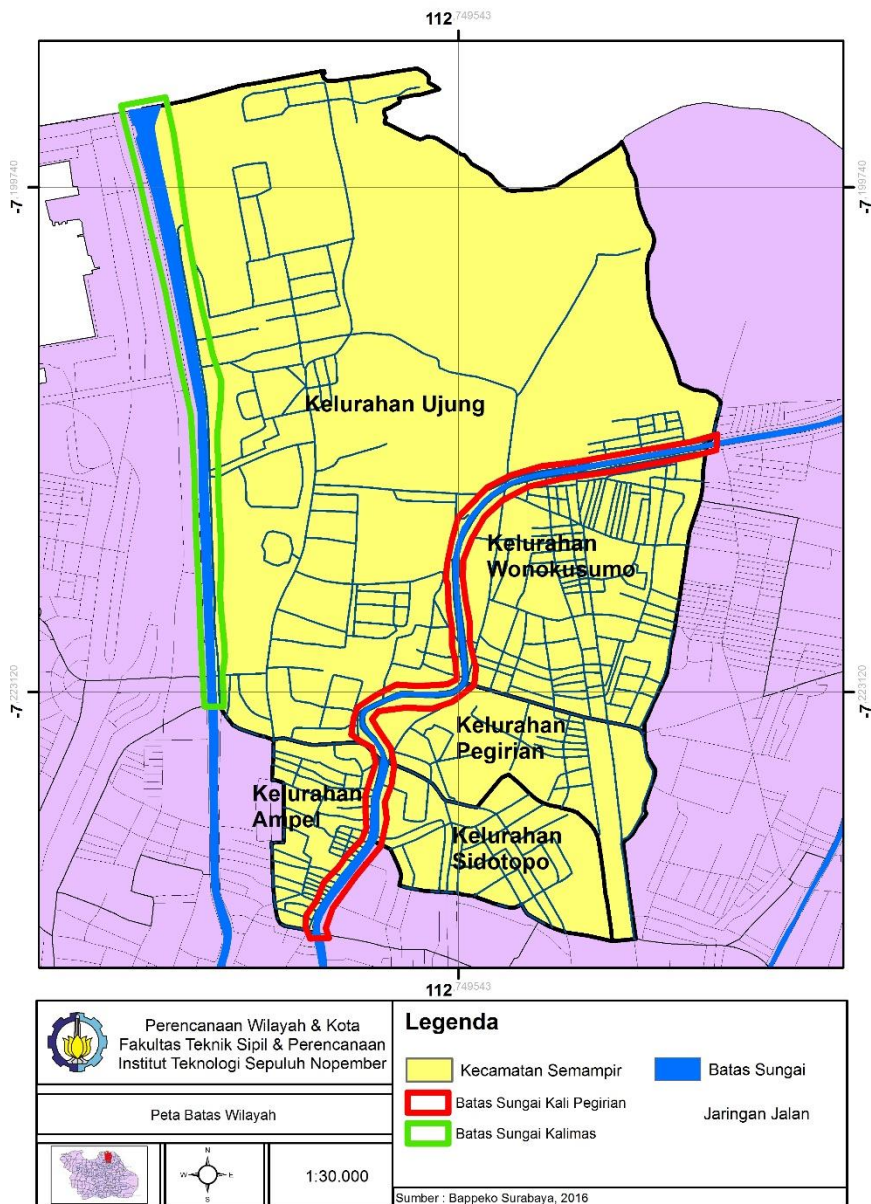 112.749543
-7.199740
-7.199740
Kelurahan Ujung
Kelurahan
Wonokusumo
-7.223120
-7.223120
Kelurahan
Pegirian
Kelurahan
Ampel
Kelurahan
Sidotopo
112.749543
Perencanaan Wilayah & Kota
Fakultas Teknik Sipil & Perencanaan
Institut Teknologi Sepuluh Nopember
Peta Batas Wilayah
N
W
E
S
1:30.000
Legenda
Kecamatan Semampir
Batas Sungai
Batas Sungai Kali Pegirian
Jaringan Jalan
Batas Sungai Kalimas
Sumber : Bappeko Surabaya, 2016